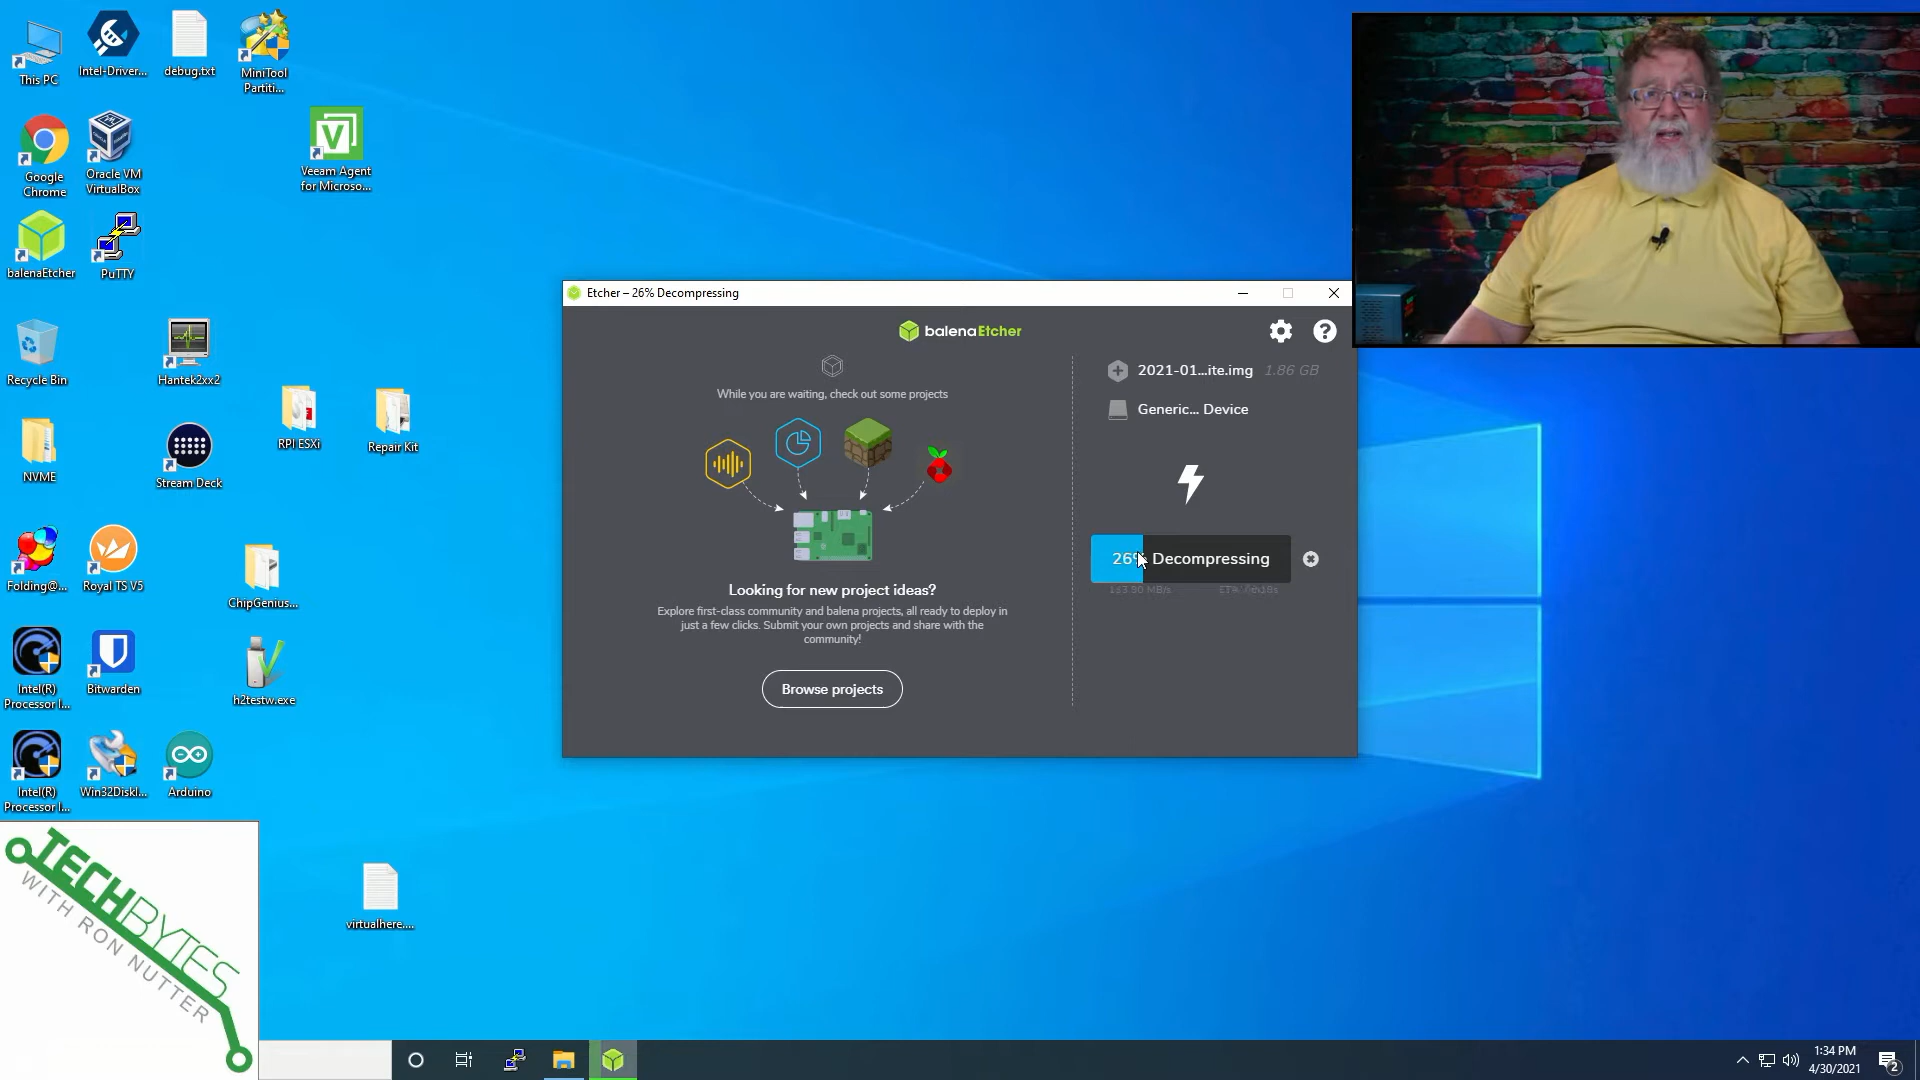 This PC
Intel-Driver...
debug.txt
MiniTool
Partiti...
Google
Chrome
Oracle VM
VirtualBox
Veeam Agent
for Microso...
balenaEtcher
PuTTY
Recycle Bin
Hantek2xx2
NVME
Stream Deck
RPI ESXi
Repair Kit
Folding@...
Royal TS V5
ChipGenius...
Intel(R)
Processor I...
Bitwarden
h2testw.exe
Intel(R)
Processor I...
Win32DiskI...
Arduino
virtualhere....
TECHBYTES
WITH RON NUTTER
Etcher – 26% Decompressing
balenaEtcher
While you are waiting, check out some projects
Looking for new project ideas?
Explore first-class community and balena projects, all ready to deploy in
just a few clicks. Submit your own projects and share with the
community!
Browse projects
2021-01...ite.img 1.86 GB
Generic... Device
26% Decompressing
1:34 PM
4/30/2021
2